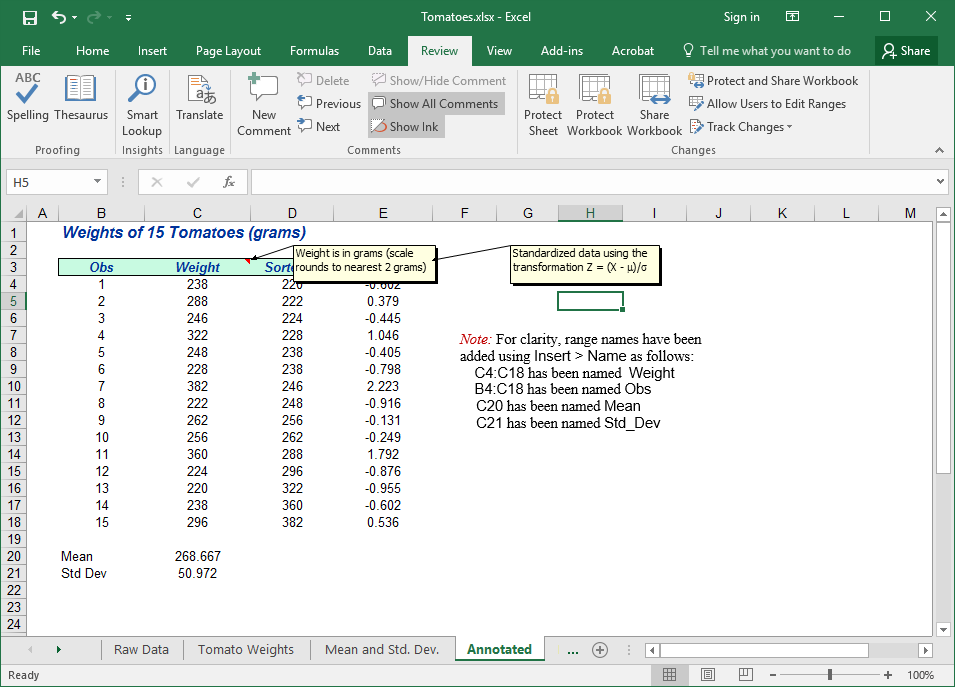 Tomatoes.xlsx - Excel
Sign in
File Home Insert Page Layout Formulas Data Review View Add-ins Acrobat Tell me what you want to do Share
ABC
Spelling
Thesaurus
Proofing
Smart Lookup
Insights
Translate
Language
New Comment
Delete
Previous
Next
Show/Hide Comment
Show All Comments
Show Ink
Comments
Protect Sheet
Protect Workbook
Share Workbook
Protect and Share Workbook
Allow Users to Edit Ranges
Track Changes
Changes
H5
fx
A B C D E F G H I J K L M
1 Weights of 15 Tomatoes (grams)
2
Weight is in grams (scale
rounds to nearest 2 grams)
Standardized data using the
transformation Z = (X - μ)/σ
3 Obs Weight
4 1 238 220 -0.602
5 2 288 222 0.379
6 3 246 224 -0.445
7 4 322 228 1.046
8 5 248 238 -0.405
9 6 228 238 -0.798
10 7 382 246 2.223
11 8 222 248 -0.916
12 9 262 256 -0.131
13 10 256 262 -0.249
14 11 360 288 1.792
15 12 224 296 -0.876
16 13 220 322 -0.955
17 14 238 360 -0.602
18 15 296 382 0.536
19
20 Mean 268.667
21 Std Dev 50.972
22
23
24
Note: For clarity, range names have been
added using Insert > Name as follows:
C4:C18 has been named Weight
B4:C18 has been named Obs
C20 has been named Mean
C21 has been named Std_Dev
Raw Data Tomato Weights Mean and Std. Dev. Annotated ...
Ready
100%